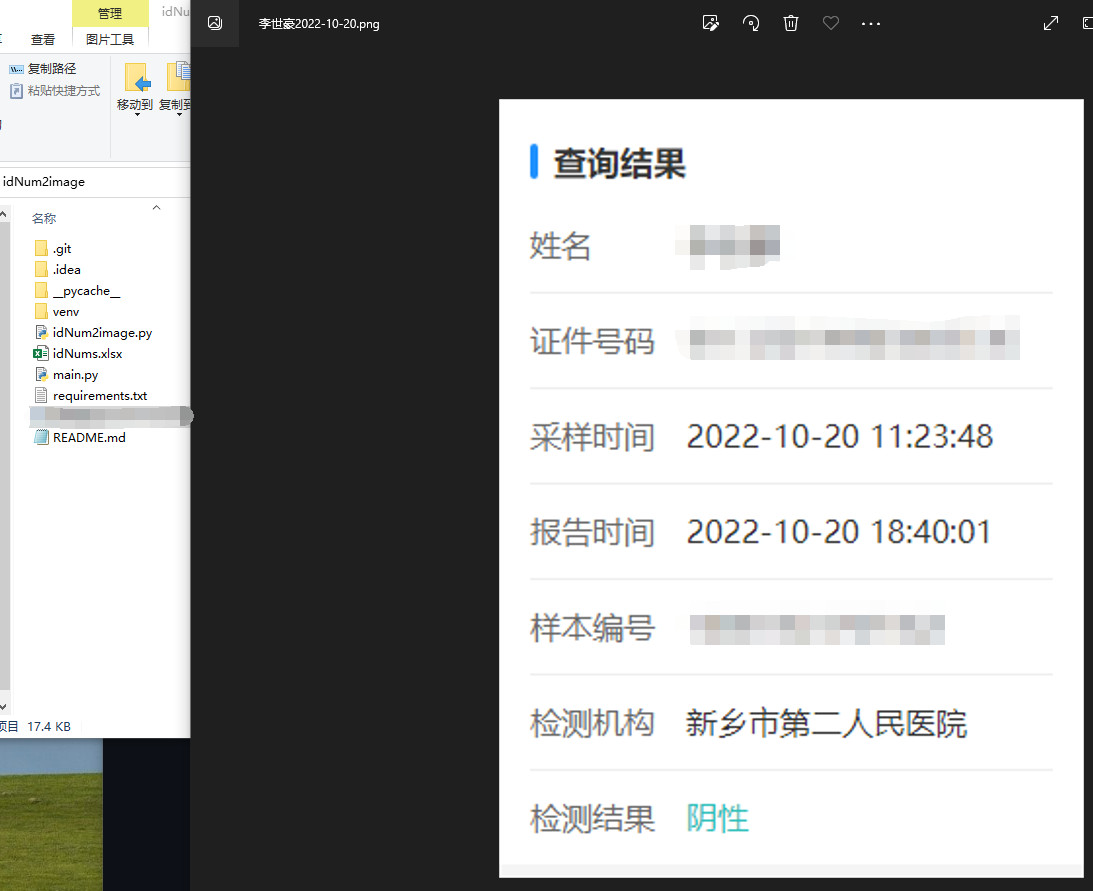 管理
idNu
查看
图片工具
复制路径
粘贴快捷方式
移动到
复制到
idNum2image
名称
.git
.idea
__pycache__
venv
idNum2image.py
idNums.xlsx
main.py
requirements.txt
README.md
项目 17.4 KB
李世豪2022-10-20.png
查询结果
姓名
证件号码
采样时间 2022-10-20 11:23:48
报告时间 2022-10-20 18:40:01
样本编号
检测机构 新乡市第二人民医院
检测结果 阴性